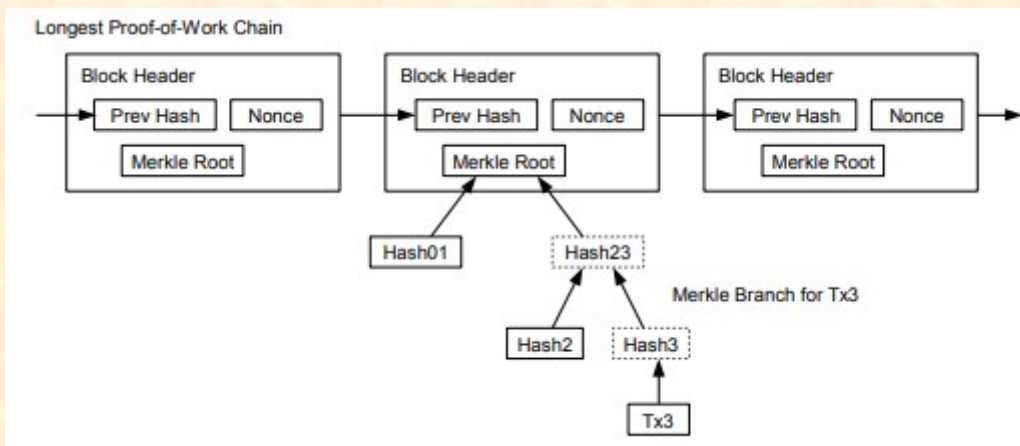 Longest Proof-of-Work Chain
Block Header Block Header Block Header
Prev Hash Nonce Prev Hash Nonce Prev Hash Nonce
Merkle Root Merkle Root Merkle Root
Hash01 Hash23
Merkle Branch for Tx3
Hash2 Hash3
Tx3